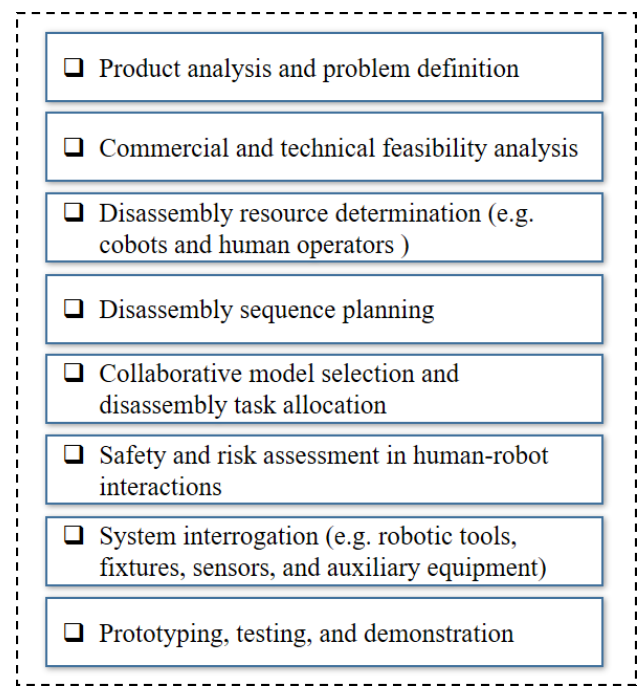 ❑ Product analysis and problem definition
❑ Commercial and technical feasibility analysis
❑ Disassembly resource determination (e.g.
cobots and human operators )
❑ Disassembly sequence planning
❑ Collaborative model selection and
disassembly task allocation
❑ Safety and risk assessment in human-robot
interactions
❑ System interrogation (e.g. robotic tools,
fixtures, sensors, and auxiliary equipment)
❑ Prototyping, testing, and demonstration